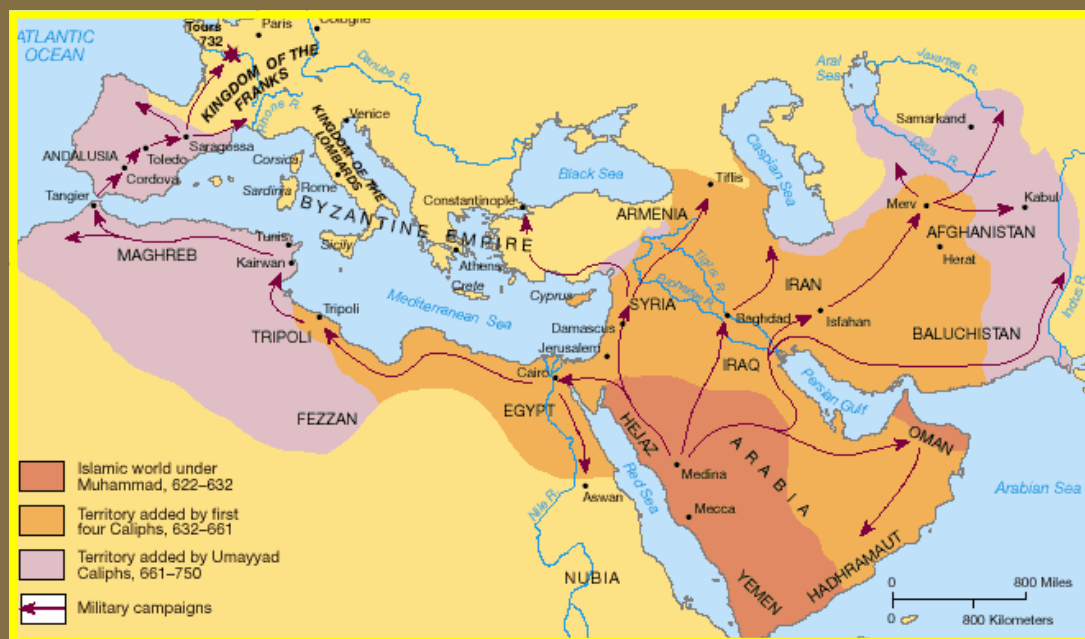 Tours
732
Paris
Cologne
ATLANTIC
OCEAN
KINGDOM OF THE
FRANKS
Rhone R.
Danube R.
Aral
Sea
Jaxartes R.
Samarkand
Oxus R.
Venice
KINGDOM OF THE
LOMBARDS
Saragossa
ANDALUSIA
Toledo
Cordova
Corsica
Sardinia
Rome
Black Sea
Caspian Sea
Tiflis
Constantinople
ARMENIA
Merv
Kabul
AFGHANISTAN
Herat
Tangier
BYZANTINE EMPIRE
Tunis
Sicily
MAGHREB
Kairwan
Athens
Crete
Cyprus
Tigris R.
Euphrates R.
IRAN
Indus R.
Mediterranean Sea
SYRIA
Tripoli
TRIPOLI
Damascus
Baghdad
Isfahan
BALUCHISTAN
Jerusalem
IRAQ
Cairo
EGYPT
Persian Gulf
FEZZAN
HEJAZ
ARABIA
OMAN
Medina
Red Sea
Arabian Sea
Aswan
Nile R.
Mecca
HADHRAMAUT
NUBIA
YEMEN
Islamic world under
Muhammad, 622–632
Territory added by first
four Caliphs, 632–661
Territory added by Umayyad
Caliphs, 661–750
Military campaigns
0 800 Miles
0 800 Kilometers